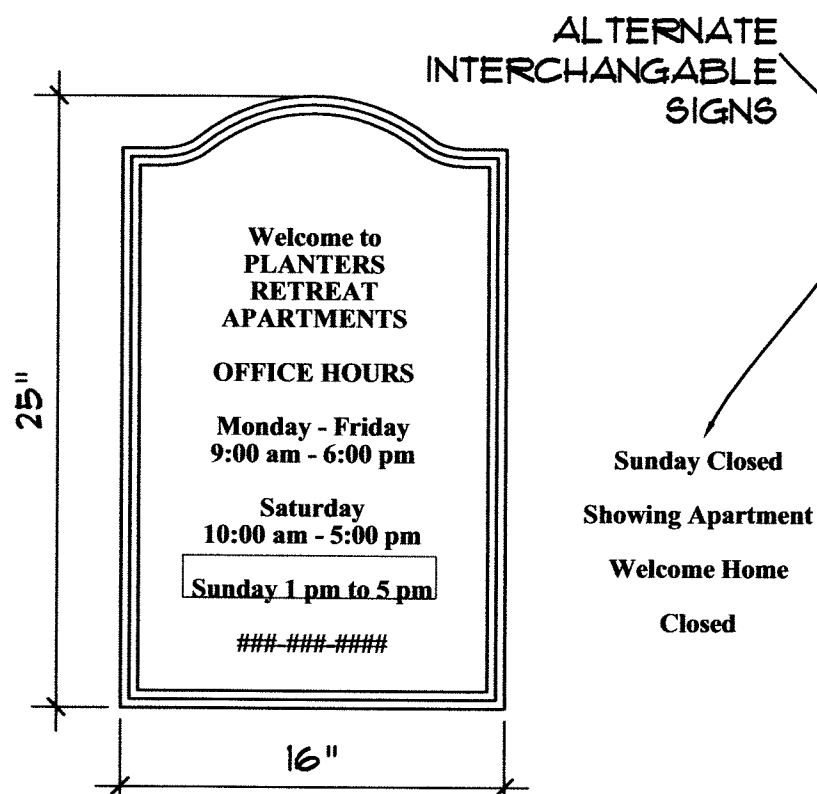 ALTERNATE
INTERCHANGABLE
SIGNS
Welcome to
PLANTERS
RETREAT
APARTMENTS
OFFICE HOURS
Monday - Friday
9:00 am - 6:00 pm
Saturday
10:00 am - 5:00 pm
Sunday 1 pm to 5 pm
###-###-####
25"
16"
Sunday Closed
Showing Apartment
Welcome Home
Closed